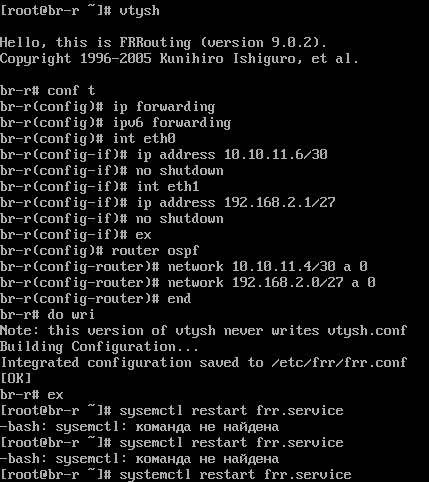 [root@br-r ~]# vtysh
Hello, this is FRRouting (version 9.0.2).
Copyright 1996-2005 Kunihiro Ishiguro, et al.
br-r# conf t
br-r(config)# ip forwarding
br-r(config)# ipv6 forwarding
br-r(config)# int eth0
br-r(config-if)# ip address 10.10.11.6/30
br-r(config-if)# no shutdown
br-r(config-if)# int eth1
br-r(config-if)# ip address 192.168.2.1/27
br-r(config-if)# no shutdown
br-r(config-if)# ex
br-r(config)# router ospf
br-r(config-router)# network 10.10.11.4/30 a 0
br-r(config-router)# network 192.168.2.0/27 a 0
br-r(config-router)# end
br-r# do wri
Note: this version of vtysh never writes vtysh.conf
Building Configuration...
Integrated configuration saved to /etc/frr/frr.conf
[OK]
br-r# ex
[root@br-r ~]# sysemctl restart frr.service
-bash: sysemctl: команда не найдена
[root@br-r ~]# sysemctl restart frr.service
-bash: sysemctl: команда не найдена
[root@br-r ~]# systemctl restart frr.service